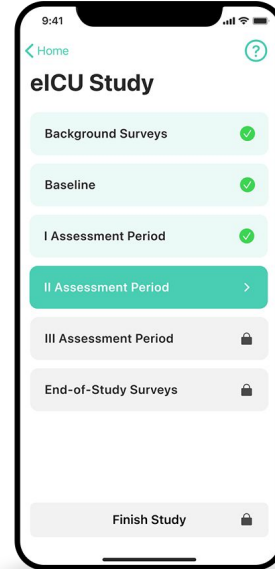 9:41
Home
?
eICU Study
Background Surveys
Baseline
I Assessment Period
II Assessment Period
III Assessment Period
End-of-Study Surveys
Finish Study